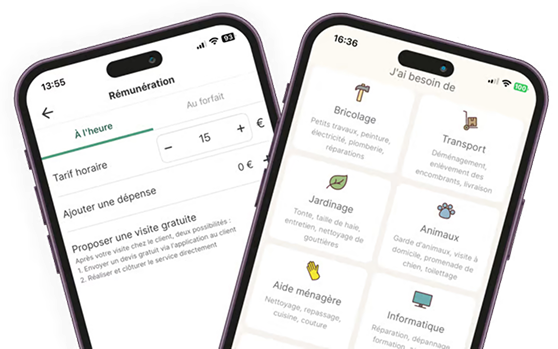 13:55
93
Rémunération
À l'heure
Au forfait
Tarif horaire
− 15 + €
Ajouter une dépense
0 € +
Proposer une visite gratuite
Après votre visite chez le client, deux possibilités :
1. Envoyer un devis gratuit via l'application au client
2. Réaliser et clôturer le service directement
16:36
100
J'ai besoin de
Bricolage
Petits travaux, peinture,
électricité, plomberie,
réparations
Transport
Déménagement,
enlèvement des
encombrants, livraison
Jardinage
Tonte, taille de haie,
entretien, nettoyage de
gouttières
Animaux
Garde d'animaux, visite à
domicile, promenade de
chien, toilettage
Aide ménagère
Nettoyage, repassage,
cuisine, couture
Informatique
Réparation, dépannage,
formation,